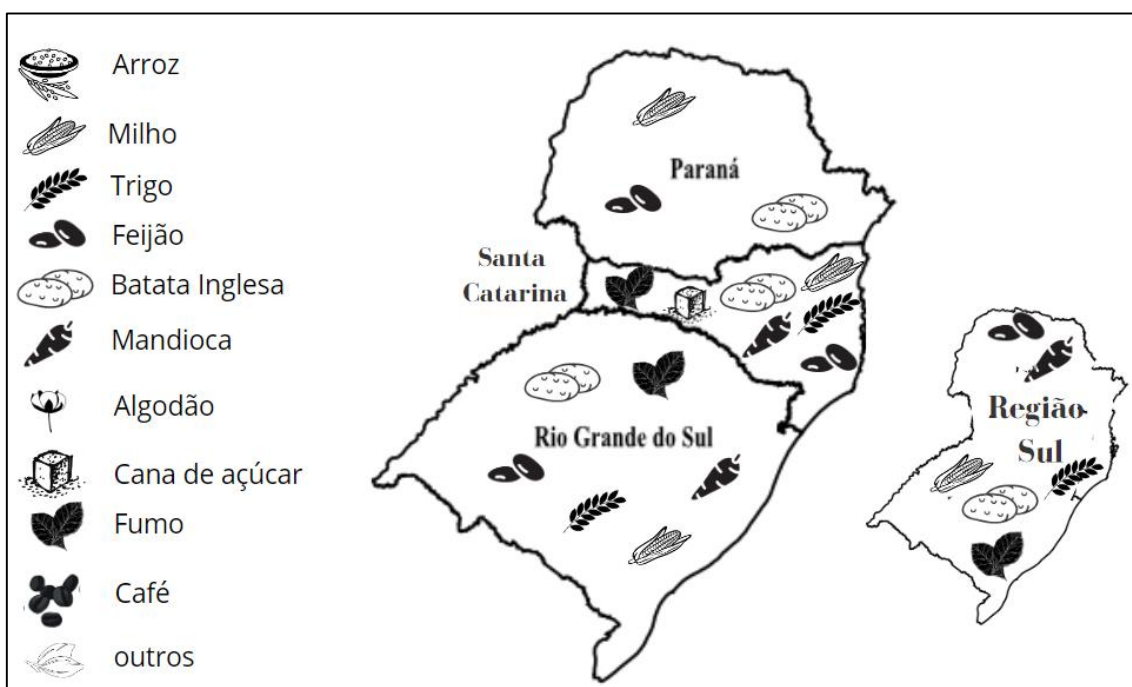 Arroz
Milho
Trigo
Feijão
Batata Inglesa
Mandioca
Algodão
Cana de açúcar
Fumo
Café
outros
Paraná
Santa
Catarina
Rio Grande do Sul
Região
Sul